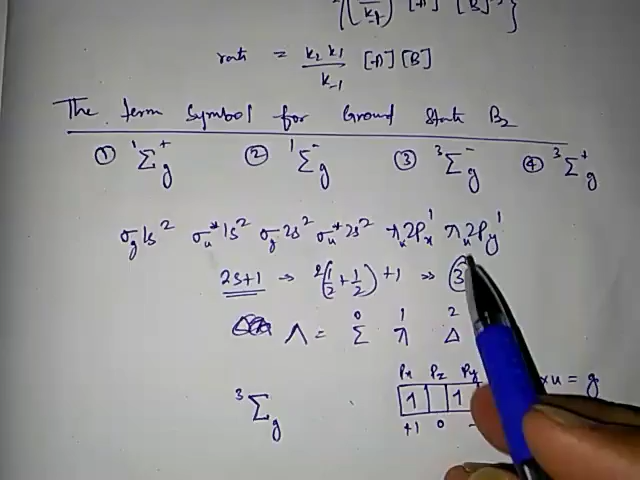 (k₁/k₋₁) [A] [B]
rate = k₂ k₁/k₋₁ [A] [B]
The term symbol for Ground State B₂
① ¹Σg⁺ ② ¹Σg⁻ ③ ³Σg⁻ ④ ³Σg⁺
σg1s² σu*1s² σg2s² σu*2s² πu2Px¹ πu2Py¹
2s+1 → 2(1/2+1/2)+1 ⇒ 3
0 1 2
Λ = Σ π Δ
Px Pz Py
³Σg 1 1 xu = g
+1 0 -